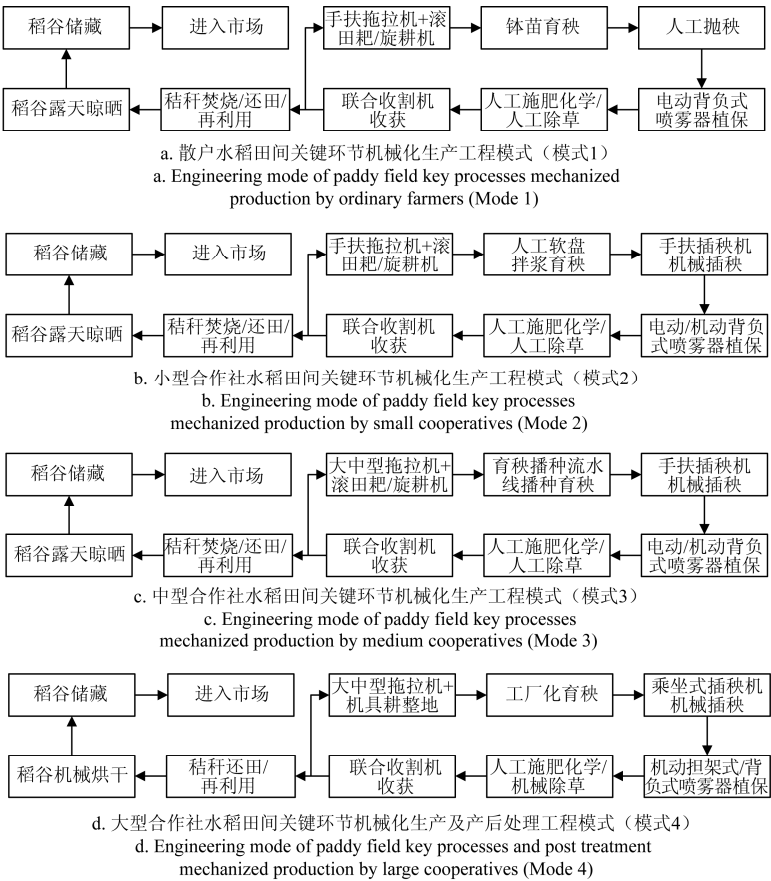 稻谷储藏
进入市场
手扶拖拉机+滚
田耙/旋耕机
钵苗育秧
人工抛秧
稻谷露天晾晒
秸秆焚烧/还田/
再利用
联合收割机
收获
人工施肥化学/
人工除草
电动背负式
喷雾器植保
a. 散户水稻田间关键环节机械化生产工程模式（模式1）
a. Engineering mode of paddy field key processes mechanized
production by ordinary farmers (Mode 1)
稻谷储藏
进入市场
手扶拖拉机+滚
田耙/旋耕机
人工软盘
拌浆育秧
手扶插秧机
机械插秧
稻谷露天晾晒
秸秆焚烧/还田/
再利用
联合收割机
收获
人工施肥化学/
人工除草
电动/机动背负
式喷雾器植保
b. 小型合作社水稻田间关键环节机械化生产工程模式（模式2）
b. Engineering mode of paddy field key processes
mechanized production by small cooperatives (Mode 2)
稻谷储藏
进入市场
大中型拖拉机+
滚田耙/旋耕机
育秧播种流水
线播种育秧
手扶插秧机
机械插秧
稻谷露天晾晒
秸秆焚烧/还田/
再利用
联合收割机
收获
人工施肥化学/
人工除草
电动/机动背负
式喷雾器植保
c. 中型合作社水稻田间关键环节机械化生产工程模式（模式3）
c. Engineering mode of paddy field key processes
mechanized production by medium cooperatives (Mode 3)
稻谷储藏
进入市场
大中型拖拉机+
机具耕整地
工厂化育秧
乘坐式插秧机
机械插秧
稻谷机械烘干
秸秆还田/
再利用
联合收割机
收获
人工施肥化学/
机械除草
机动担架式/背
负式喷雾器植保
d. 大型合作社水稻田间关键环节机械化生产及产后处理工程模式（模式4）
d. Engineering mode of paddy field key processes and post treatment
mechanized production by large cooperatives (Mode 4)